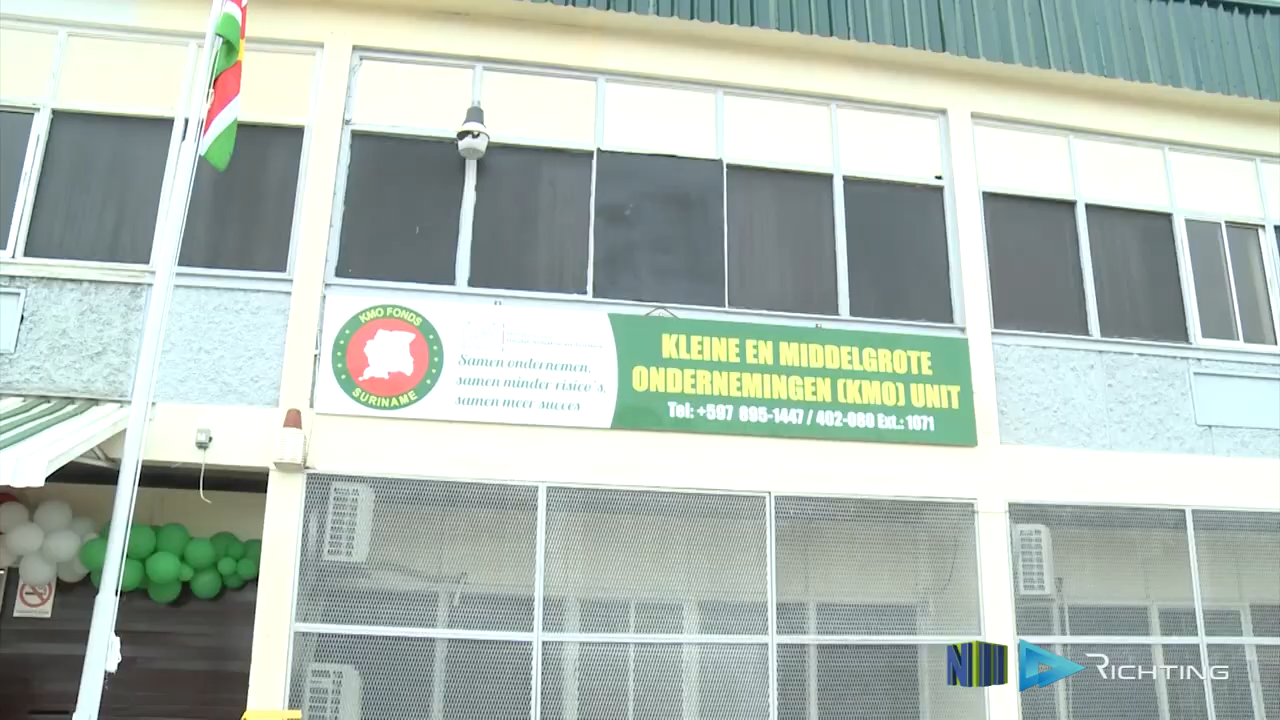 KMO FONDS
SURINAME
Samen ondernemen,
samen minder risico's,
samen meer succes
KLEINE EN MIDDELGROTE
ONDERNEMINGEN (KMO) UNIT
Tel: +597 895-1447 / 402-080 Ext.: 1071
N
RICHTING